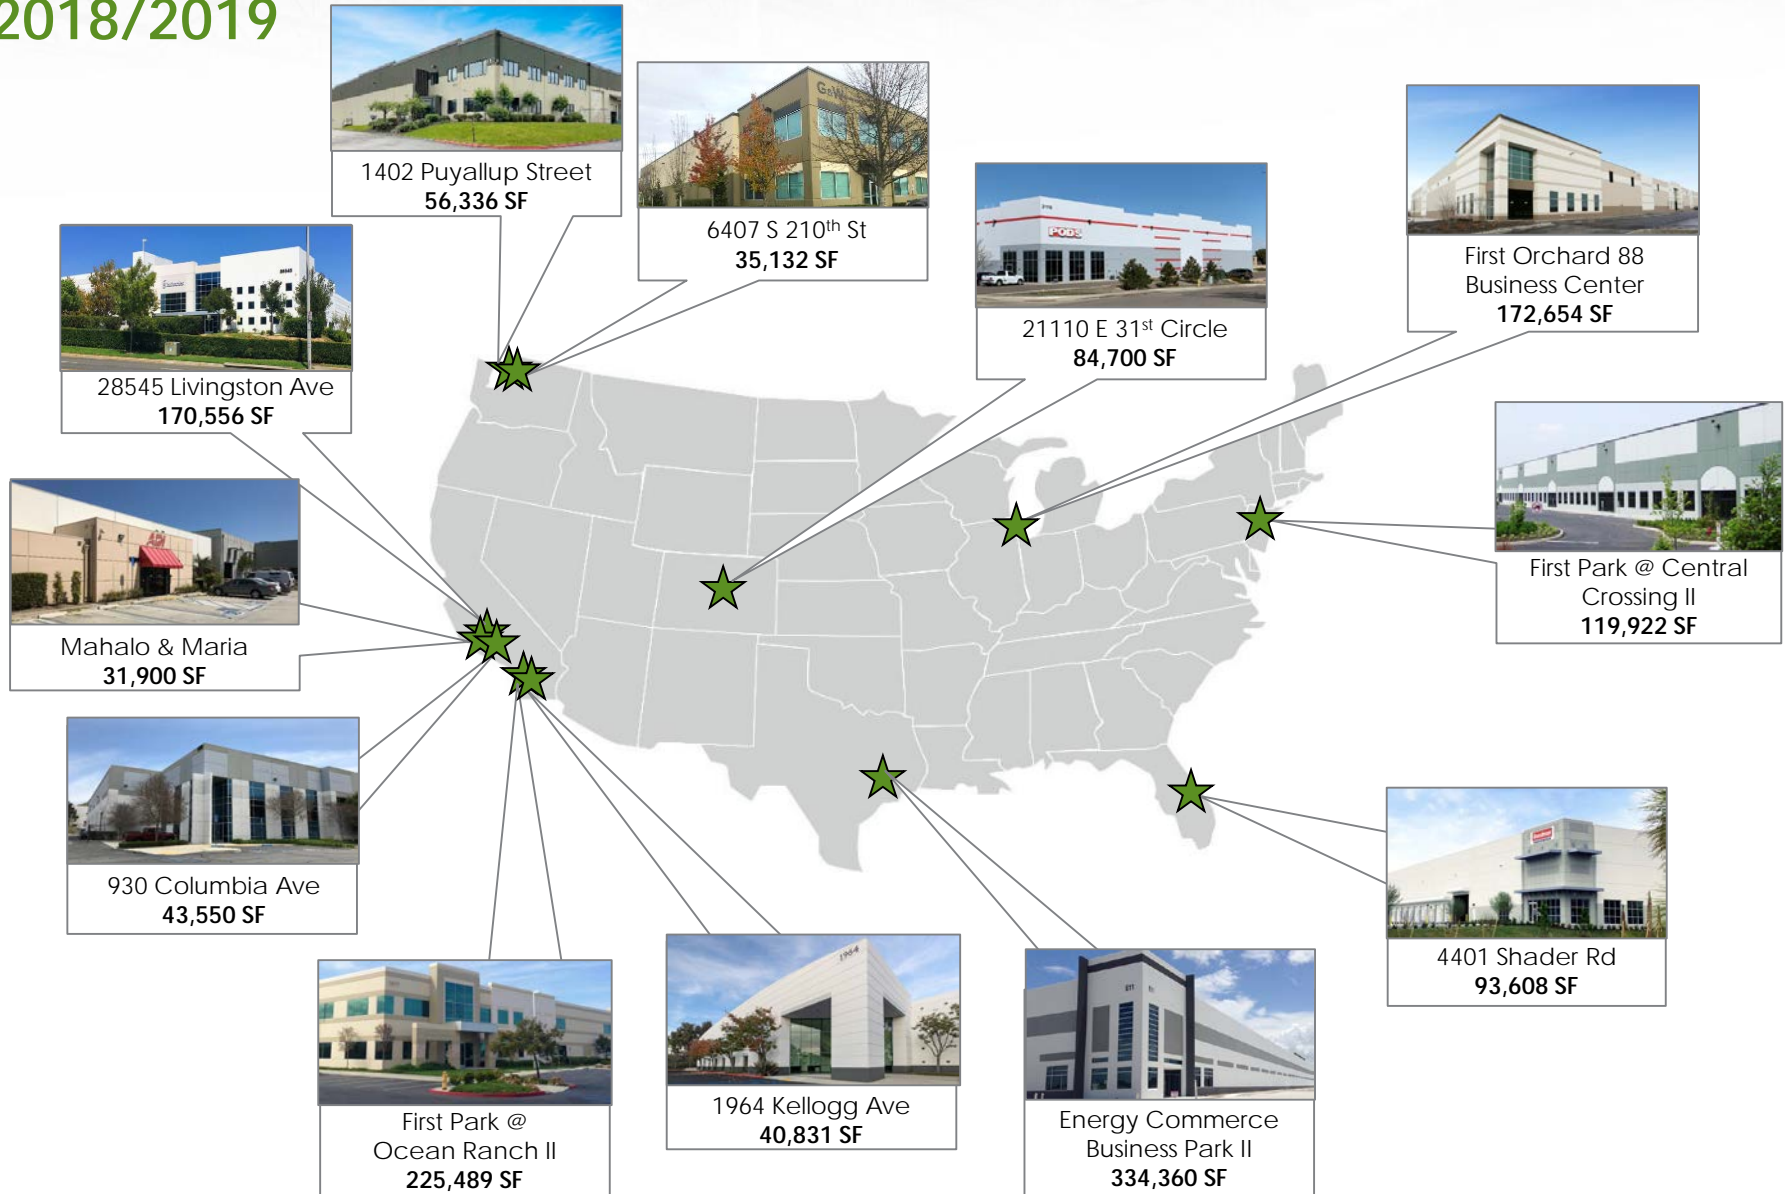 2018/2019
1402 Puyallup Street
56,336 SF
G&W
6407 S 210th St
35,132 SF
PODS
21110 E 31st Circle
84,700 SF
First Orchard 88
Business Center
172,654 SF
28545
28545 Livingston Ave
170,556 SF
First Park @ Central
Crossing II
119,922 SF
Mahalo & Maria
31,900 SF
930 Columbia Ave
43,550 SF
4401 Shader Rd
93,608 SF
First Park @
Ocean Ranch II
225,489 SF
1964
1964 Kellogg Ave
40,831 SF
511
Energy Commerce
Business Park II
334,360 SF